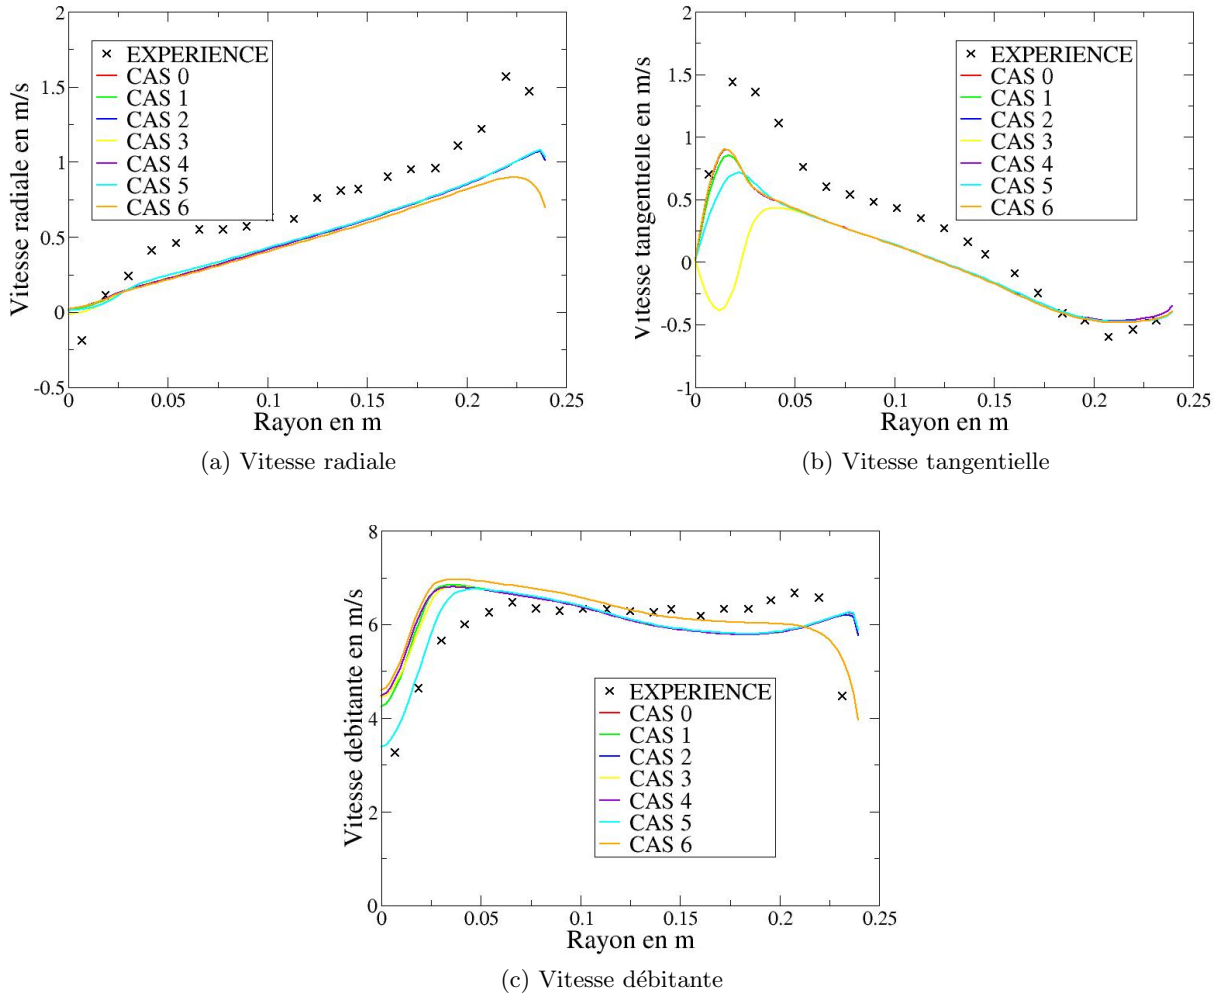 2
1.5
1
0.5
0
-0.5
Vitesse radiale en m/s
EXPERIENCE
CAS 0
CAS 1
CAS 2
CAS 3
CAS 4
CAS 5
CAS 6
0 0.05 0.1 0.15 0.2 0.25
Rayon en m
(a) Vitesse radiale
2
1.5
1
0.5
0
-0.5
-1
Vitesse tangentielle en m/s
EXPERIENCE
CAS 0
CAS 1
CAS 2
CAS 3
CAS 4
CAS 5
CAS 6
0 0.05 0.1 0.15 0.2 0.25
Rayon en m
(b) Vitesse tangentielle
8
6
4
2
0
Vitesse debitante en m/s
EXPERIENCE
CAS 0
CAS 1
CAS 2
CAS 3
CAS 4
CAS 5
CAS 6
0 0.05 0.1 0.15 0.2 0.25
Rayon en m
(c) Vitesse débitante